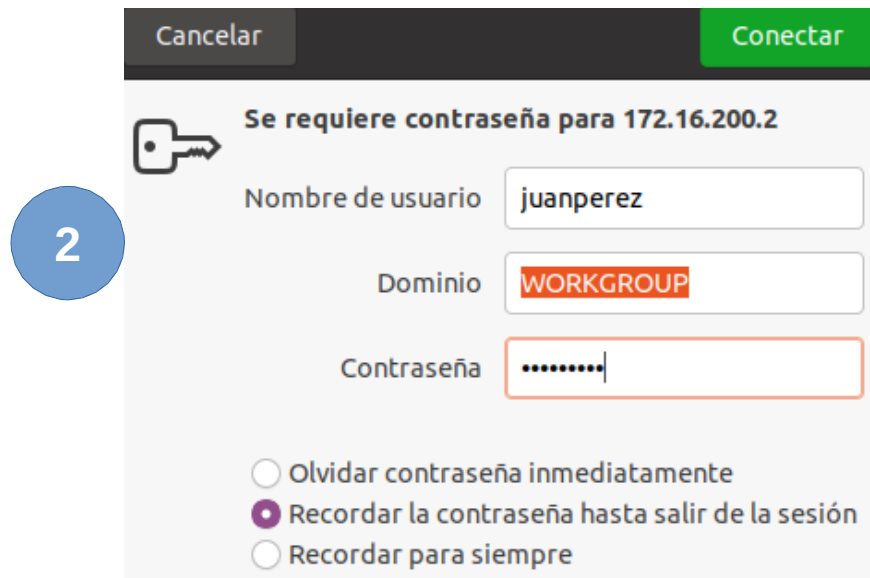 Cancelar Conectar
Se requiere contraseña para 172.16.200.2
Nombre de usuario juanperez
2
Dominio WORKGROUP
Contraseña •••••••••
Olvidar contraseña inmediatamente
Recordar la contraseña hasta salir de la sesión
Recordar para siempre